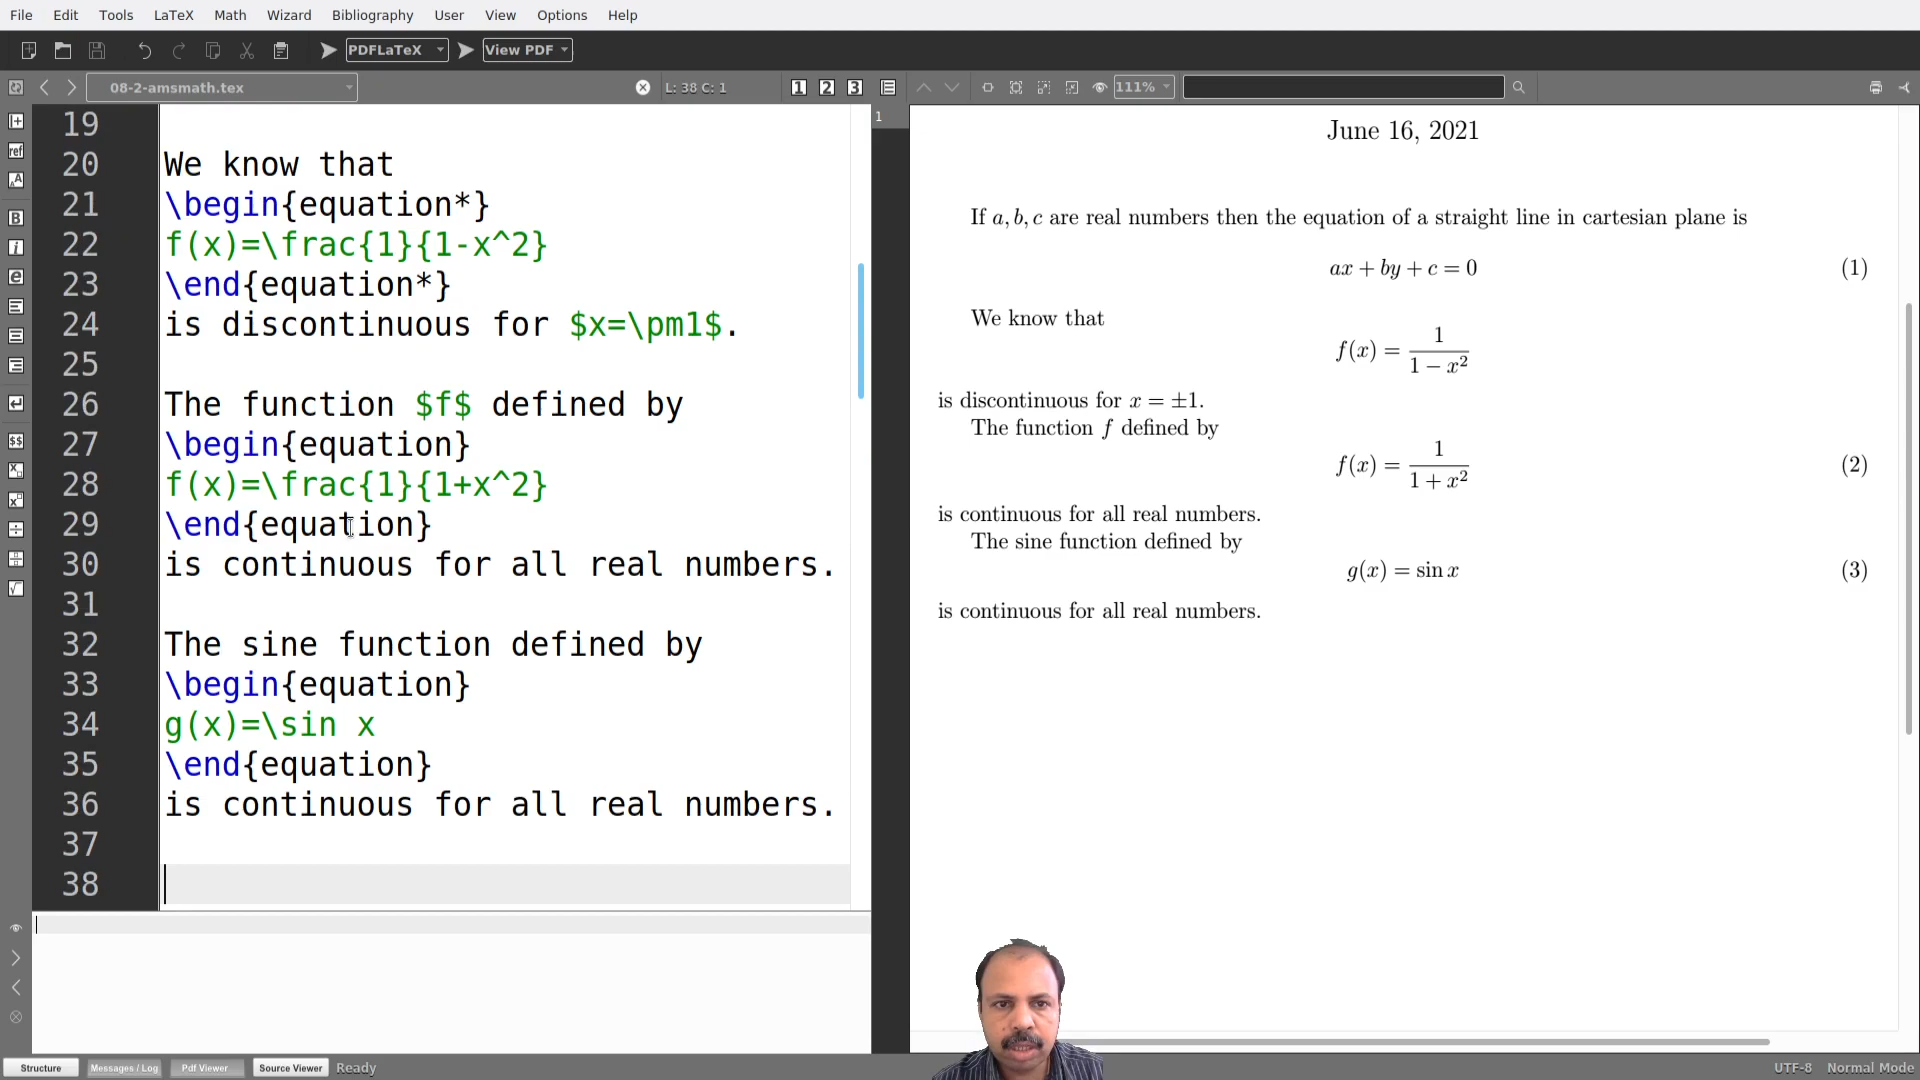 File Edit Tools LaTeX Math Wizard Bibliography User View Options Help
PDFLaTeX View PDF
08-2-amsmath.tex L: 38 C: 1 1 2 3 111%
19
20 We know that
21 \begin{equation*}
22 f(x)=\frac{1}{1-x^2}
23 \end{equation*}
24 is discontinuous for $x=\pm1$.
25
26 The function $f$ defined by
27 \begin{equation}
28 f(x)=\frac{1}{1+x^2}
29 \end{equation}
30 is continuous for all real numbers.
31
32 The sine function defined by
33 \begin{equation}
34 g(x)=\sin x
35 \end{equation}
36 is continuous for all real numbers.
37
38
1
June 16, 2021
If a, b, c are real numbers then the equation of a straight line in cartesian plane is
ax + by + c = 0 (1)
We know that
f(x) = 1 / (1 − x²)
is discontinuous for x = ±1.
The function f defined by
f(x) = 1 / (1 + x²) (2)
is continuous for all real numbers.
The sine function defined by
g(x) = sin x (3)
is continuous for all real numbers.
Structure Messages / Log Pdf Viewer Source Viewer Ready UTF-8 Normal Mode